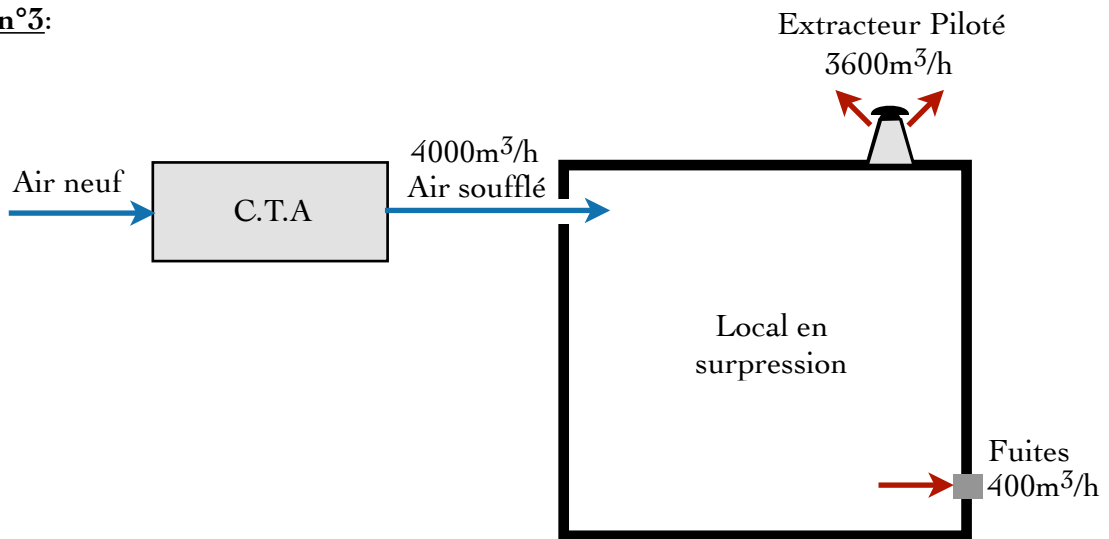 n°3:
Extracteur Piloté
3600m³/h
4000m³/h
Air neuf
Air soufflé
C.T.A
Local en
surpression
Fuites
400m³/h